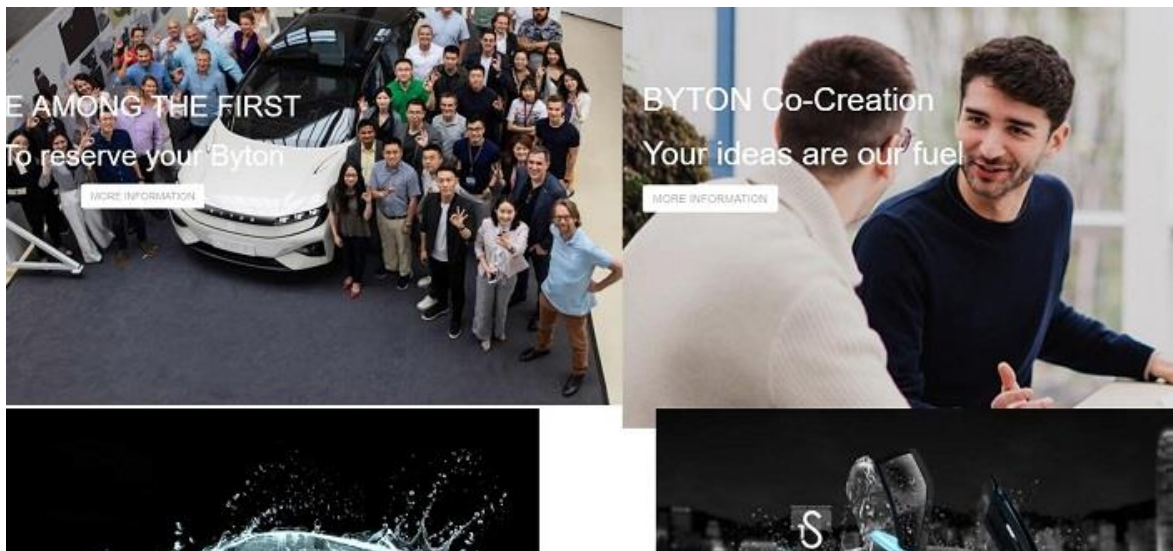 E AMONG THE FIRST
To reserve your Byton
MORE INFORMATION
BYTON Co-Creation
Your ideas are our fuel
MORE INFORMATION